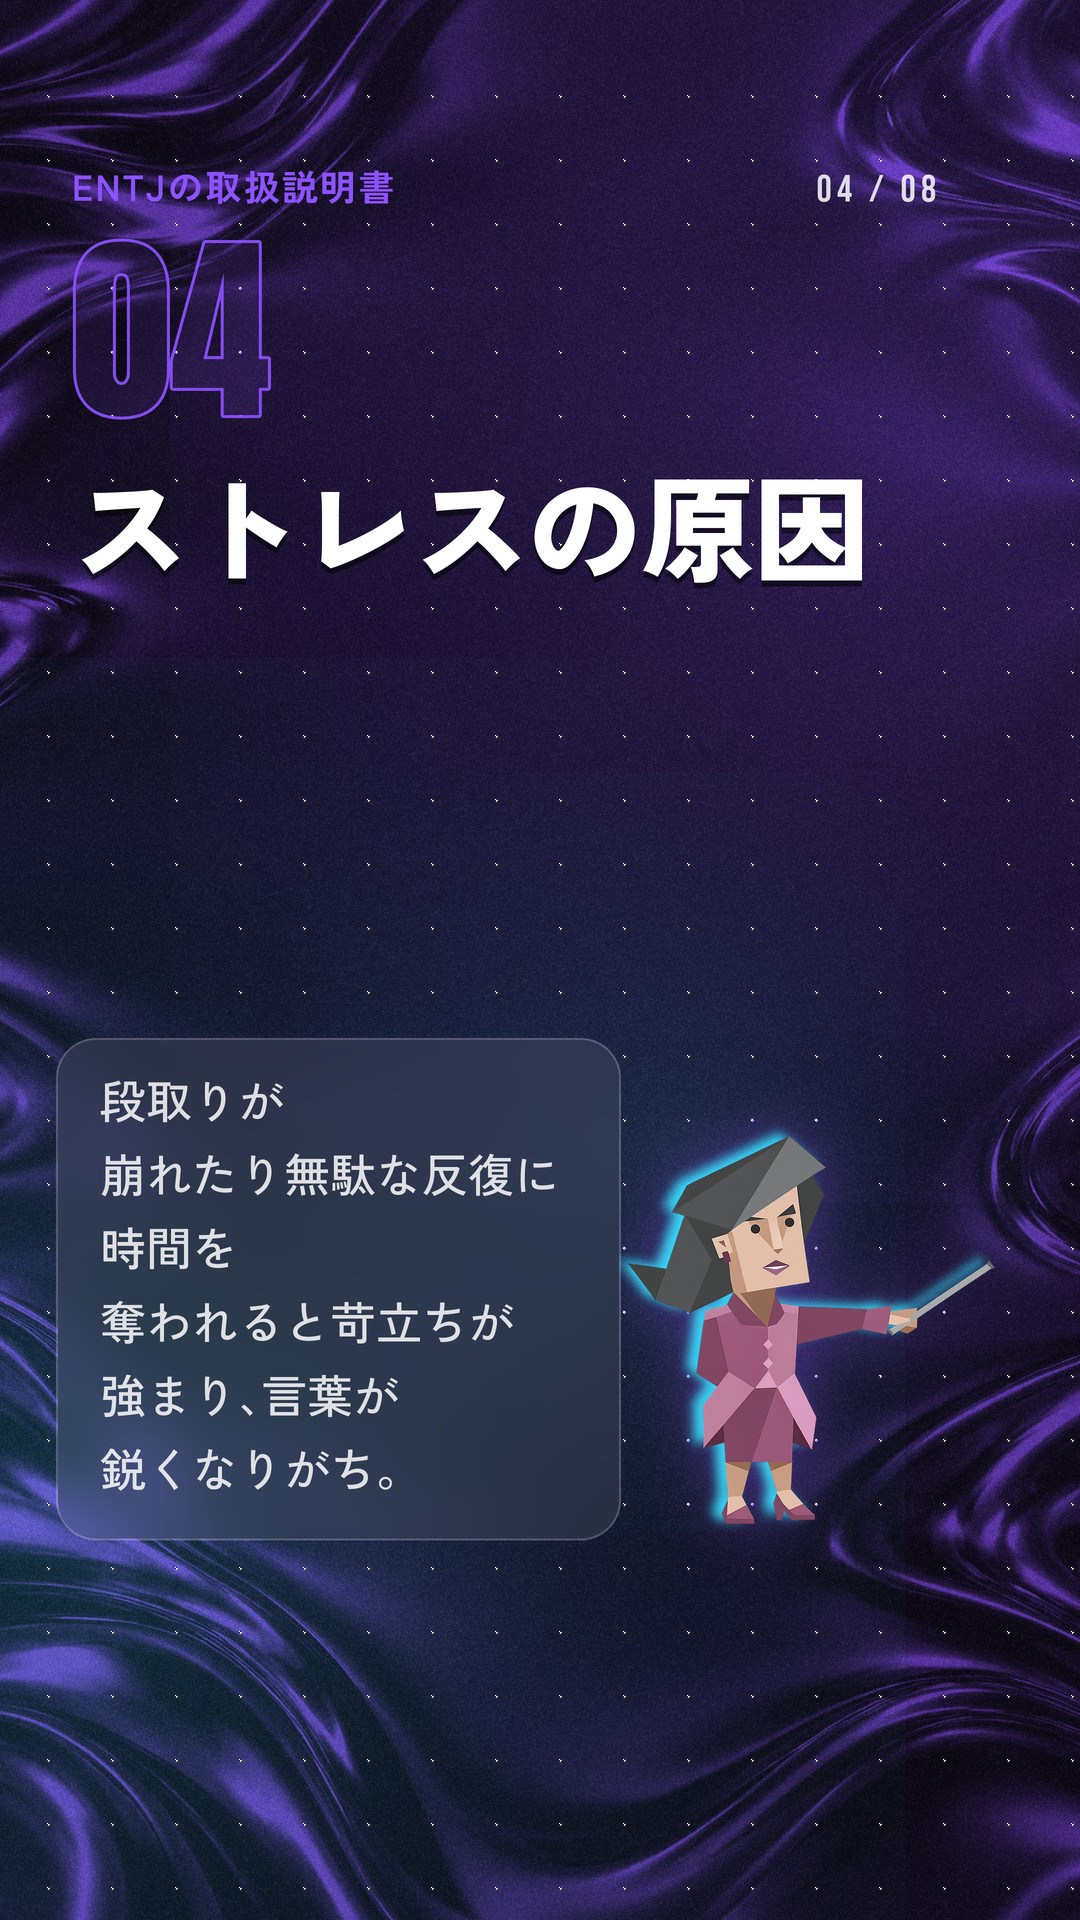 ENTJの取扱説明書
04 / 08
04
ストレスの原因
段取りが
崩れたり無駄な反復に
時間を
奪われると苛立ちが
強まり、言葉が
鋭くなりがち。